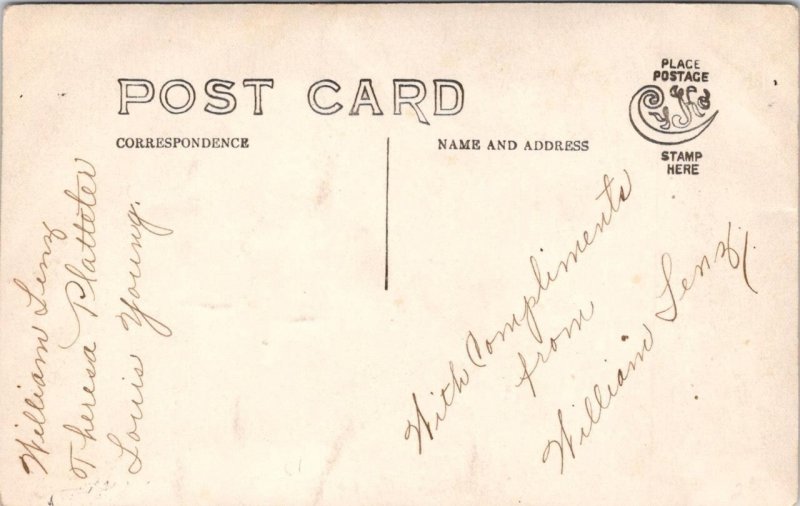 POST CARD
CORRESPONDENCE
NAME AND ADDRESS
PLACE
POSTAGE
STAMP
HERE
William Lenz
Theresa Platteter
Louis Young.
With Compliments
from
William Lenz,